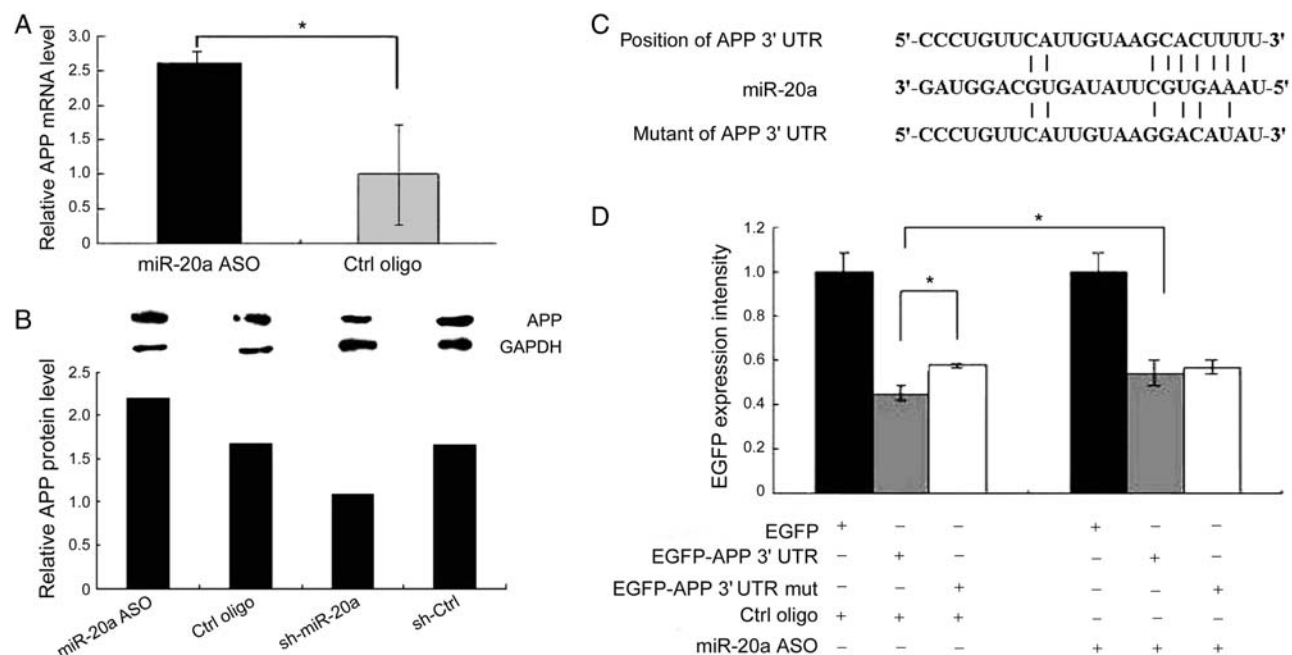 A
Relative APP mRNA level
3.0
2.5
2.0
1.5
1.0
0.5
0
*
miR-20a ASO
Ctrl oligo
B
APP
GAPDH
Relative APP protein level
2.5
2.0
1.5
1.0
0.5
0.0
miR-20a ASO
Ctrl oligo
sh-miR-20a
sh-Ctrl
C
Position of APP 3' UTR 5'-CCCUGUUCAUUGUAAGCACUUUU-3'
miR-20a 3'-GAUGGACGUGAUAUUCGUGAAAU-5'
Mutant of APP 3' UTR 5'-CCCUGUUCAUUGUAAGGACAUAU-3'
D
EGFP expression intensity
1.2
1.0
0.8
0.6
0.4
0.2
0
*
*
EGFP + – – + – –
EGFP-APP 3' UTR – + – – + –
EGFP-APP 3' UTR mut – – + – – +
Ctrl oligo + + + – – –
miR-20a ASO – – – + + +